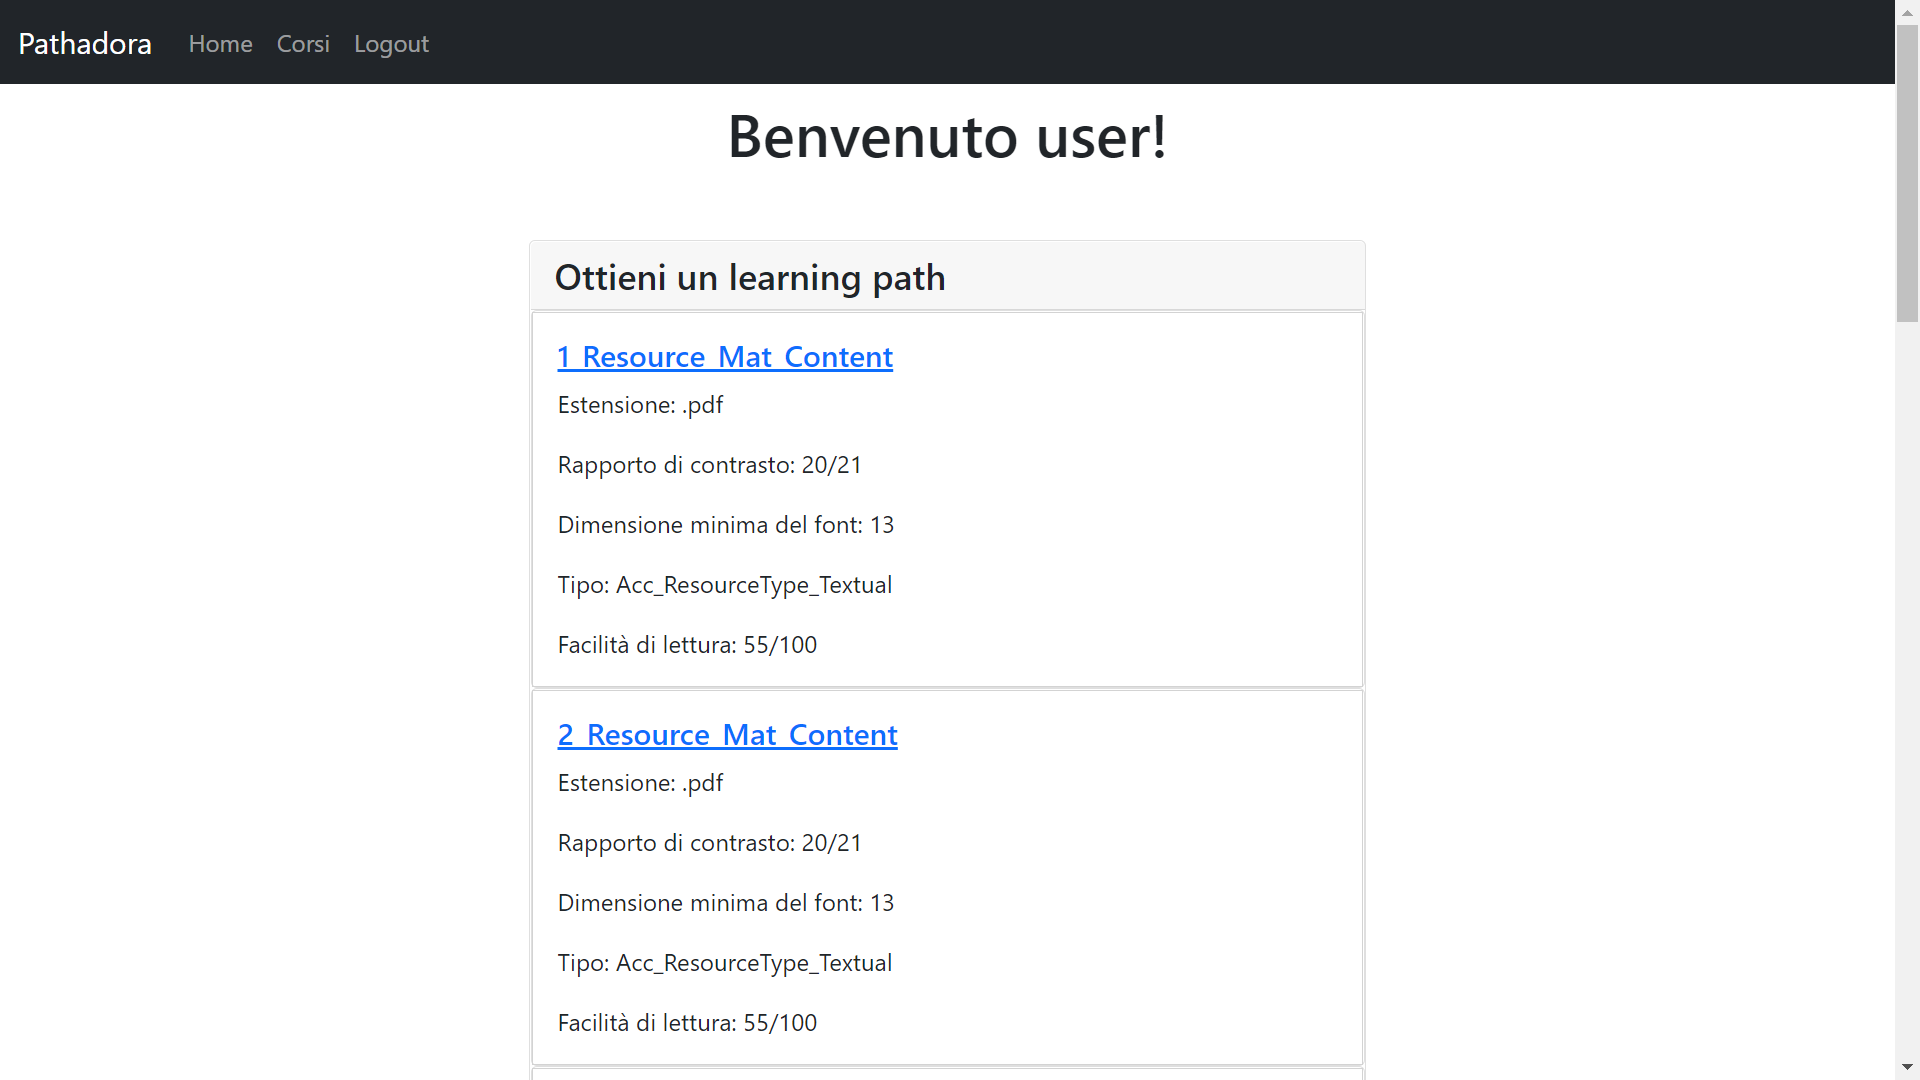 Pathadora Home Corsi Logout
Benvenuto user!
Ottieni un learning path
1_Resource_Mat_Content
Estensione: .pdf
Rapporto di contrasto: 20/21
Dimensione minima del font: 13
Tipo: Acc_ResourceType_Textual
Facilità di lettura: 55/100
2_Resource_Mat_Content
Estensione: .pdf
Rapporto di contrasto: 20/21
Dimensione minima del font: 13
Tipo: Acc_ResourceType_Textual
Facilità di lettura: 55/100